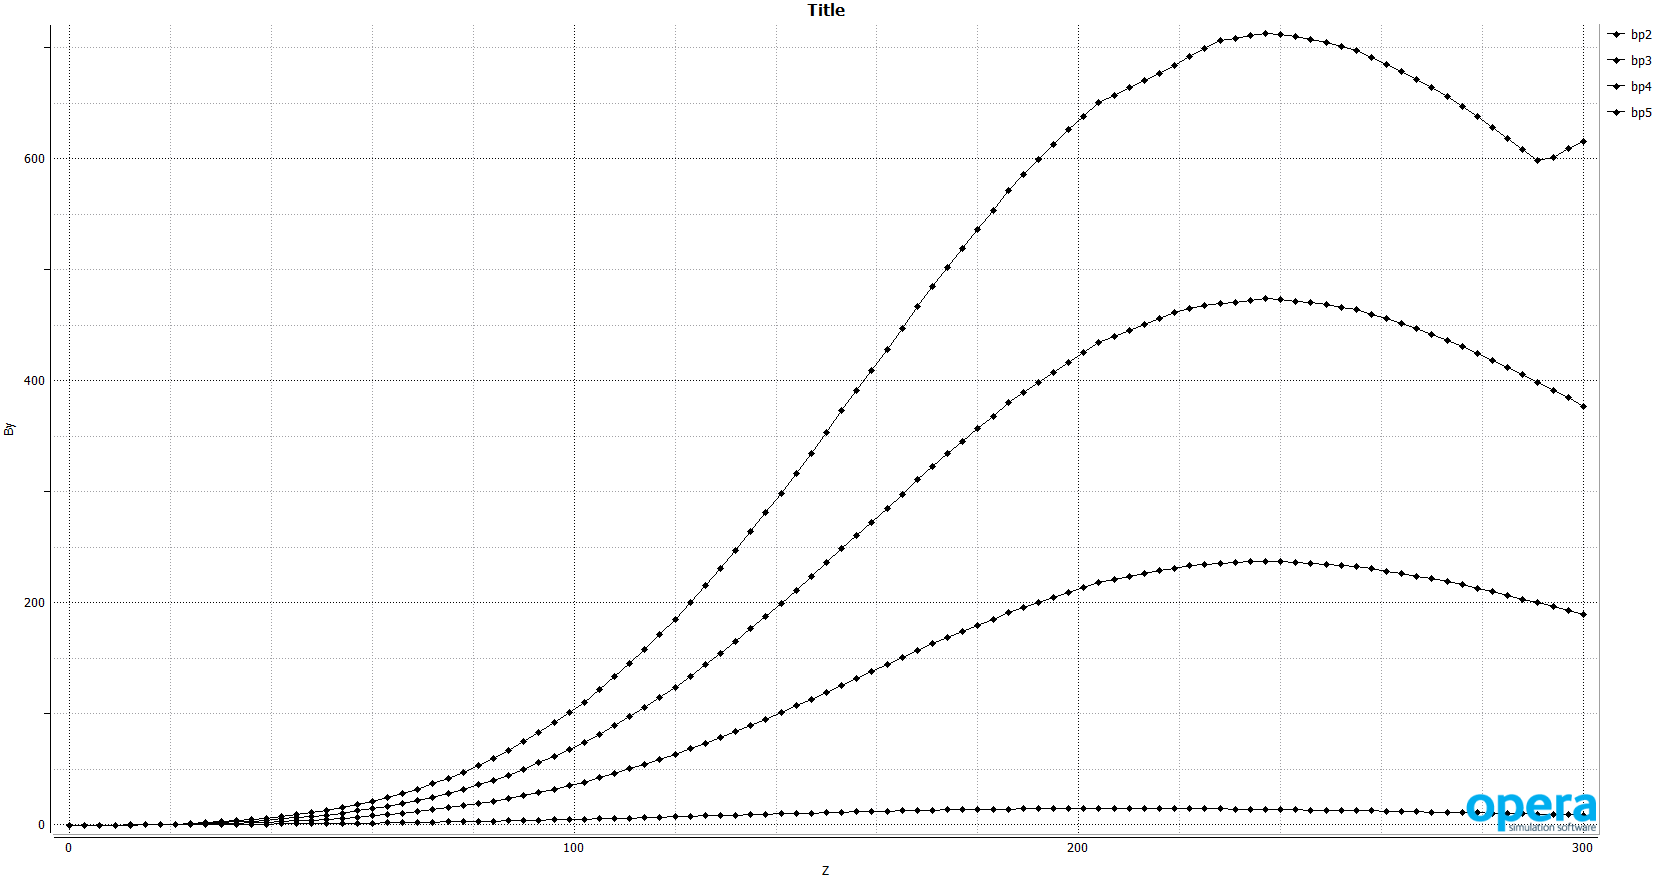 Title
bp2
bp3
bp4
bp5
600
400
200
0
By
0
100
200
300
Z
opera
simulation software